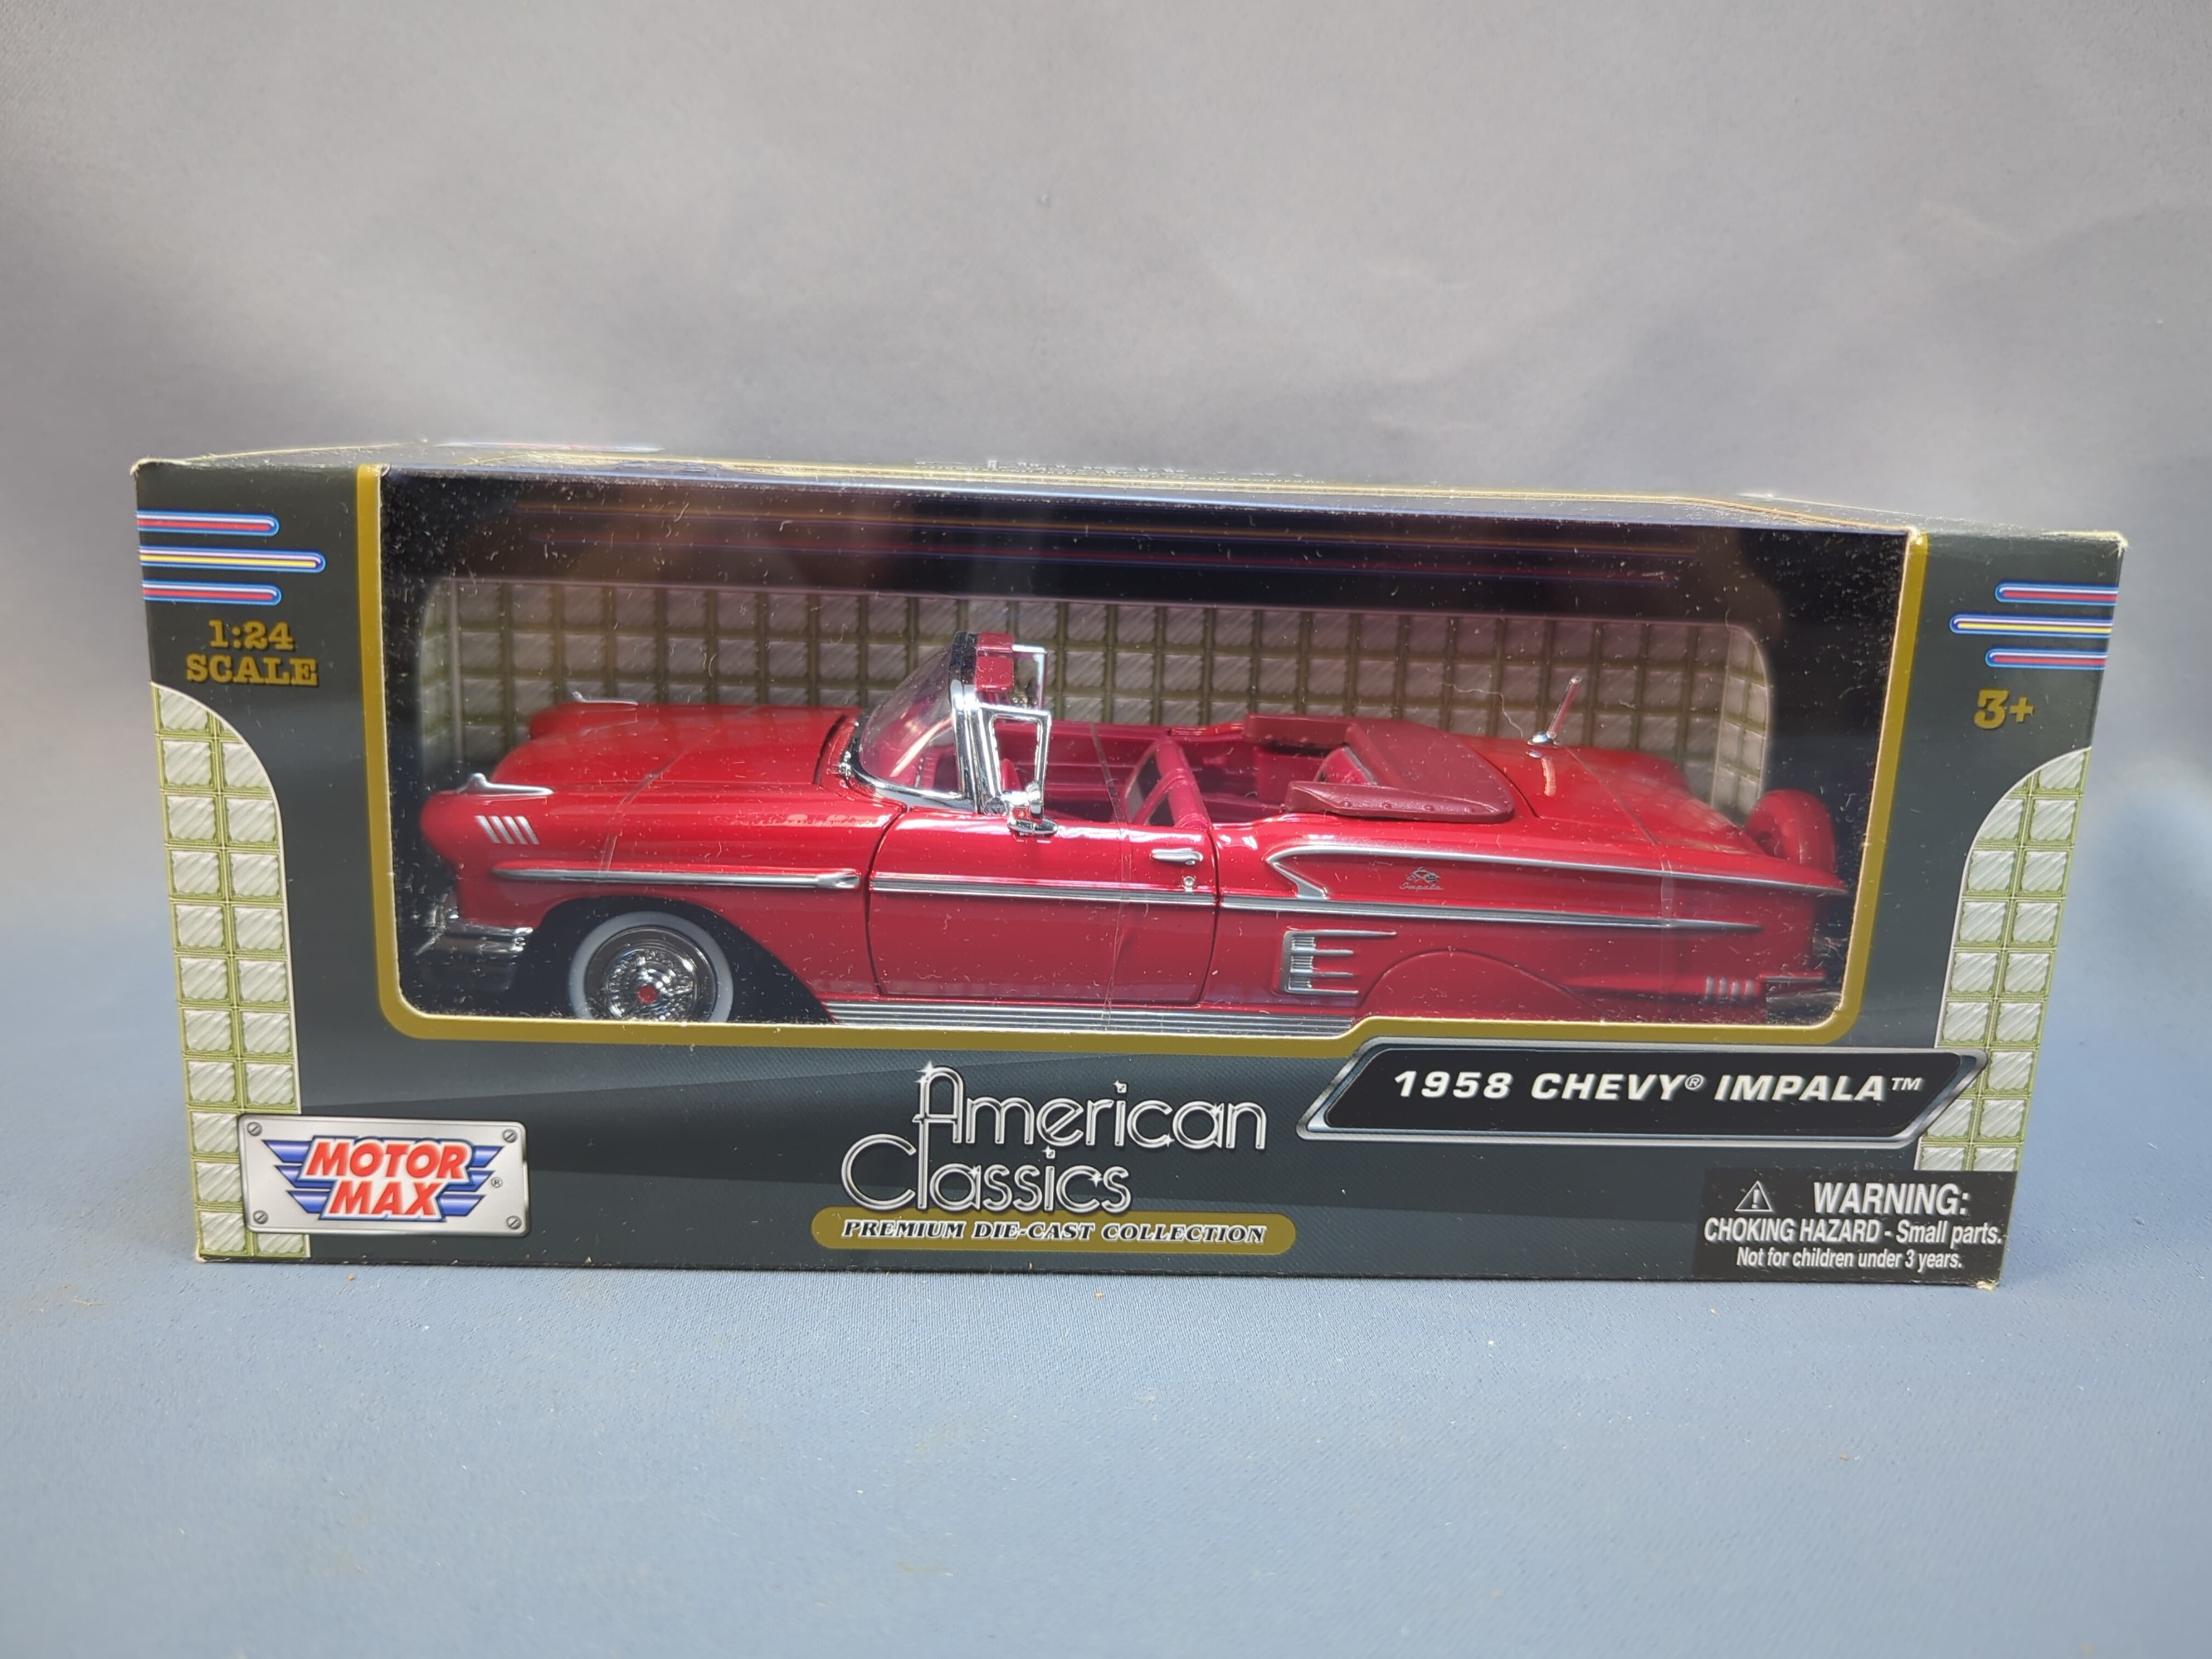 1:24
SCALE
3+
Impala
1958 CHEVY® IMPALA™
American
Classics
PREMIUM DIE-CAST COLLECTION
MOTOR
MAX®
WARNING:
CHOKING HAZARD - Small parts.
Not for children under 3 years.